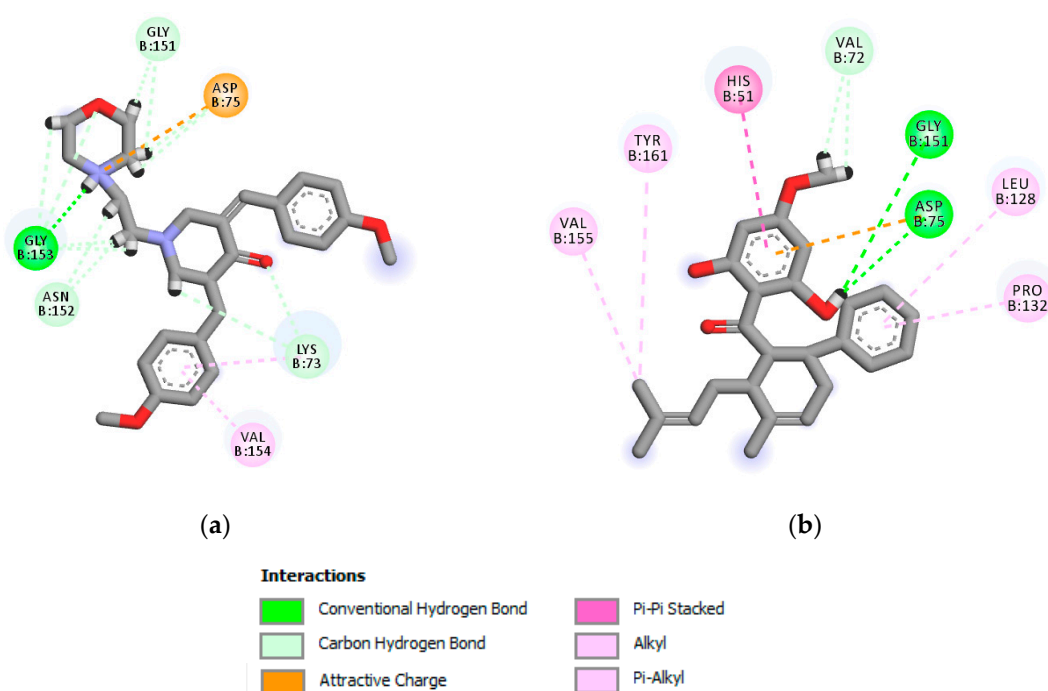 GLY
B:151
ASP
B:75
GLY
B:153
ASN
B:152
LYS
B:73
VAL
B:154
(a)
VAL
B:72
HIS
B:51
GLY
B:151
TYR
B:161
LEU
B:128
ASP
B:75
VAL
B:155
PRO
B:132
(b)
Interactions
Conventional Hydrogen Bond
Carbon Hydrogen Bond
Attractive Charge
Pi-Pi Stacked
Alkyl
Pi-Alkyl